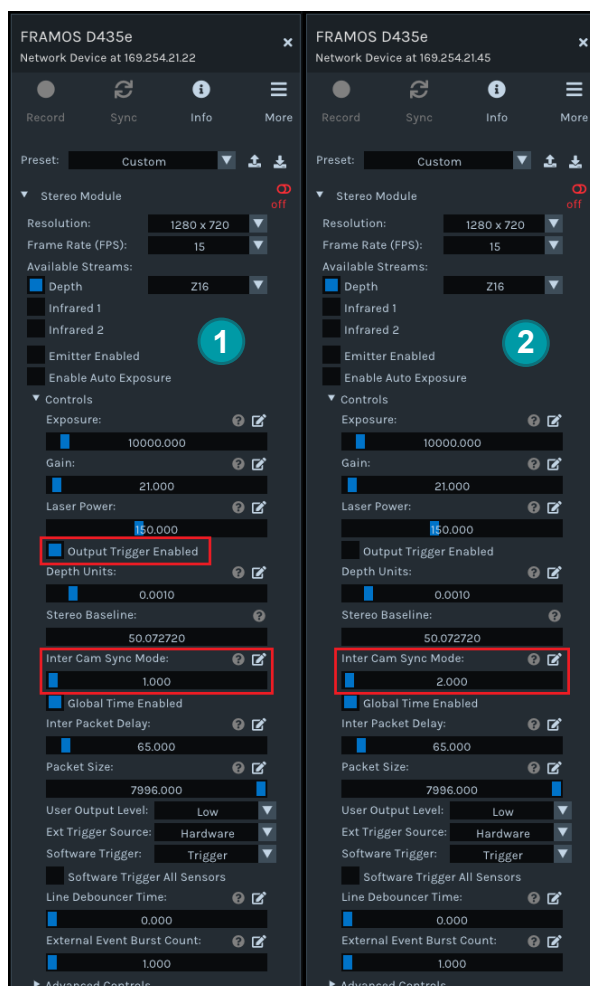 FRAMOS D435e
Network Device at 169.254.21.22
Record Sync Info More
Preset: Custom
Stereo Module
off
Resolution: 1280 x 720
Frame Rate (FPS): 15
Available Streams:
Depth Z16
Infrared 1
Infrared 2
1
Emitter Enabled
Enable Auto Exposure
Controls
Exposure:
10000.000
Gain:
21.000
Laser Power:
150.000
Output Trigger Enabled
Depth Units:
0.0010
Stereo Baseline:
50.072720
Inter Cam Sync Mode:
1.000
Global Time Enabled
Inter Packet Delay:
65.000
Packet Size:
7996.000
User Output Level: Low
Ext Trigger Source: Hardware
Software Trigger: Trigger
Software Trigger All Sensors
Line Debouncer Time:
0.000
External Event Burst Count:
1.000
Advanced Controls
FRAMOS D435e
Network Device at 169.254.21.45
Record Sync Info More
Preset: Custom
Stereo Module
off
Resolution: 1280 x 720
Frame Rate (FPS): 15
Available Streams:
Depth Z16
Infrared 1
Infrared 2
2
Emitter Enabled
Enable Auto Exposure
Controls
Exposure:
10000.000
Gain:
21.000
Laser Power:
150.000
Output Trigger Enabled
Depth Units:
0.0010
Stereo Baseline:
50.072720
Inter Cam Sync Mode:
2.000
Global Time Enabled
Inter Packet Delay:
65.000
Packet Size:
7996.000
User Output Level: Low
Ext Trigger Source: Hardware
Software Trigger: Trigger
Software Trigger All Sensors
Line Debouncer Time:
0.000
External Event Burst Count:
1.000
Advanced Controls